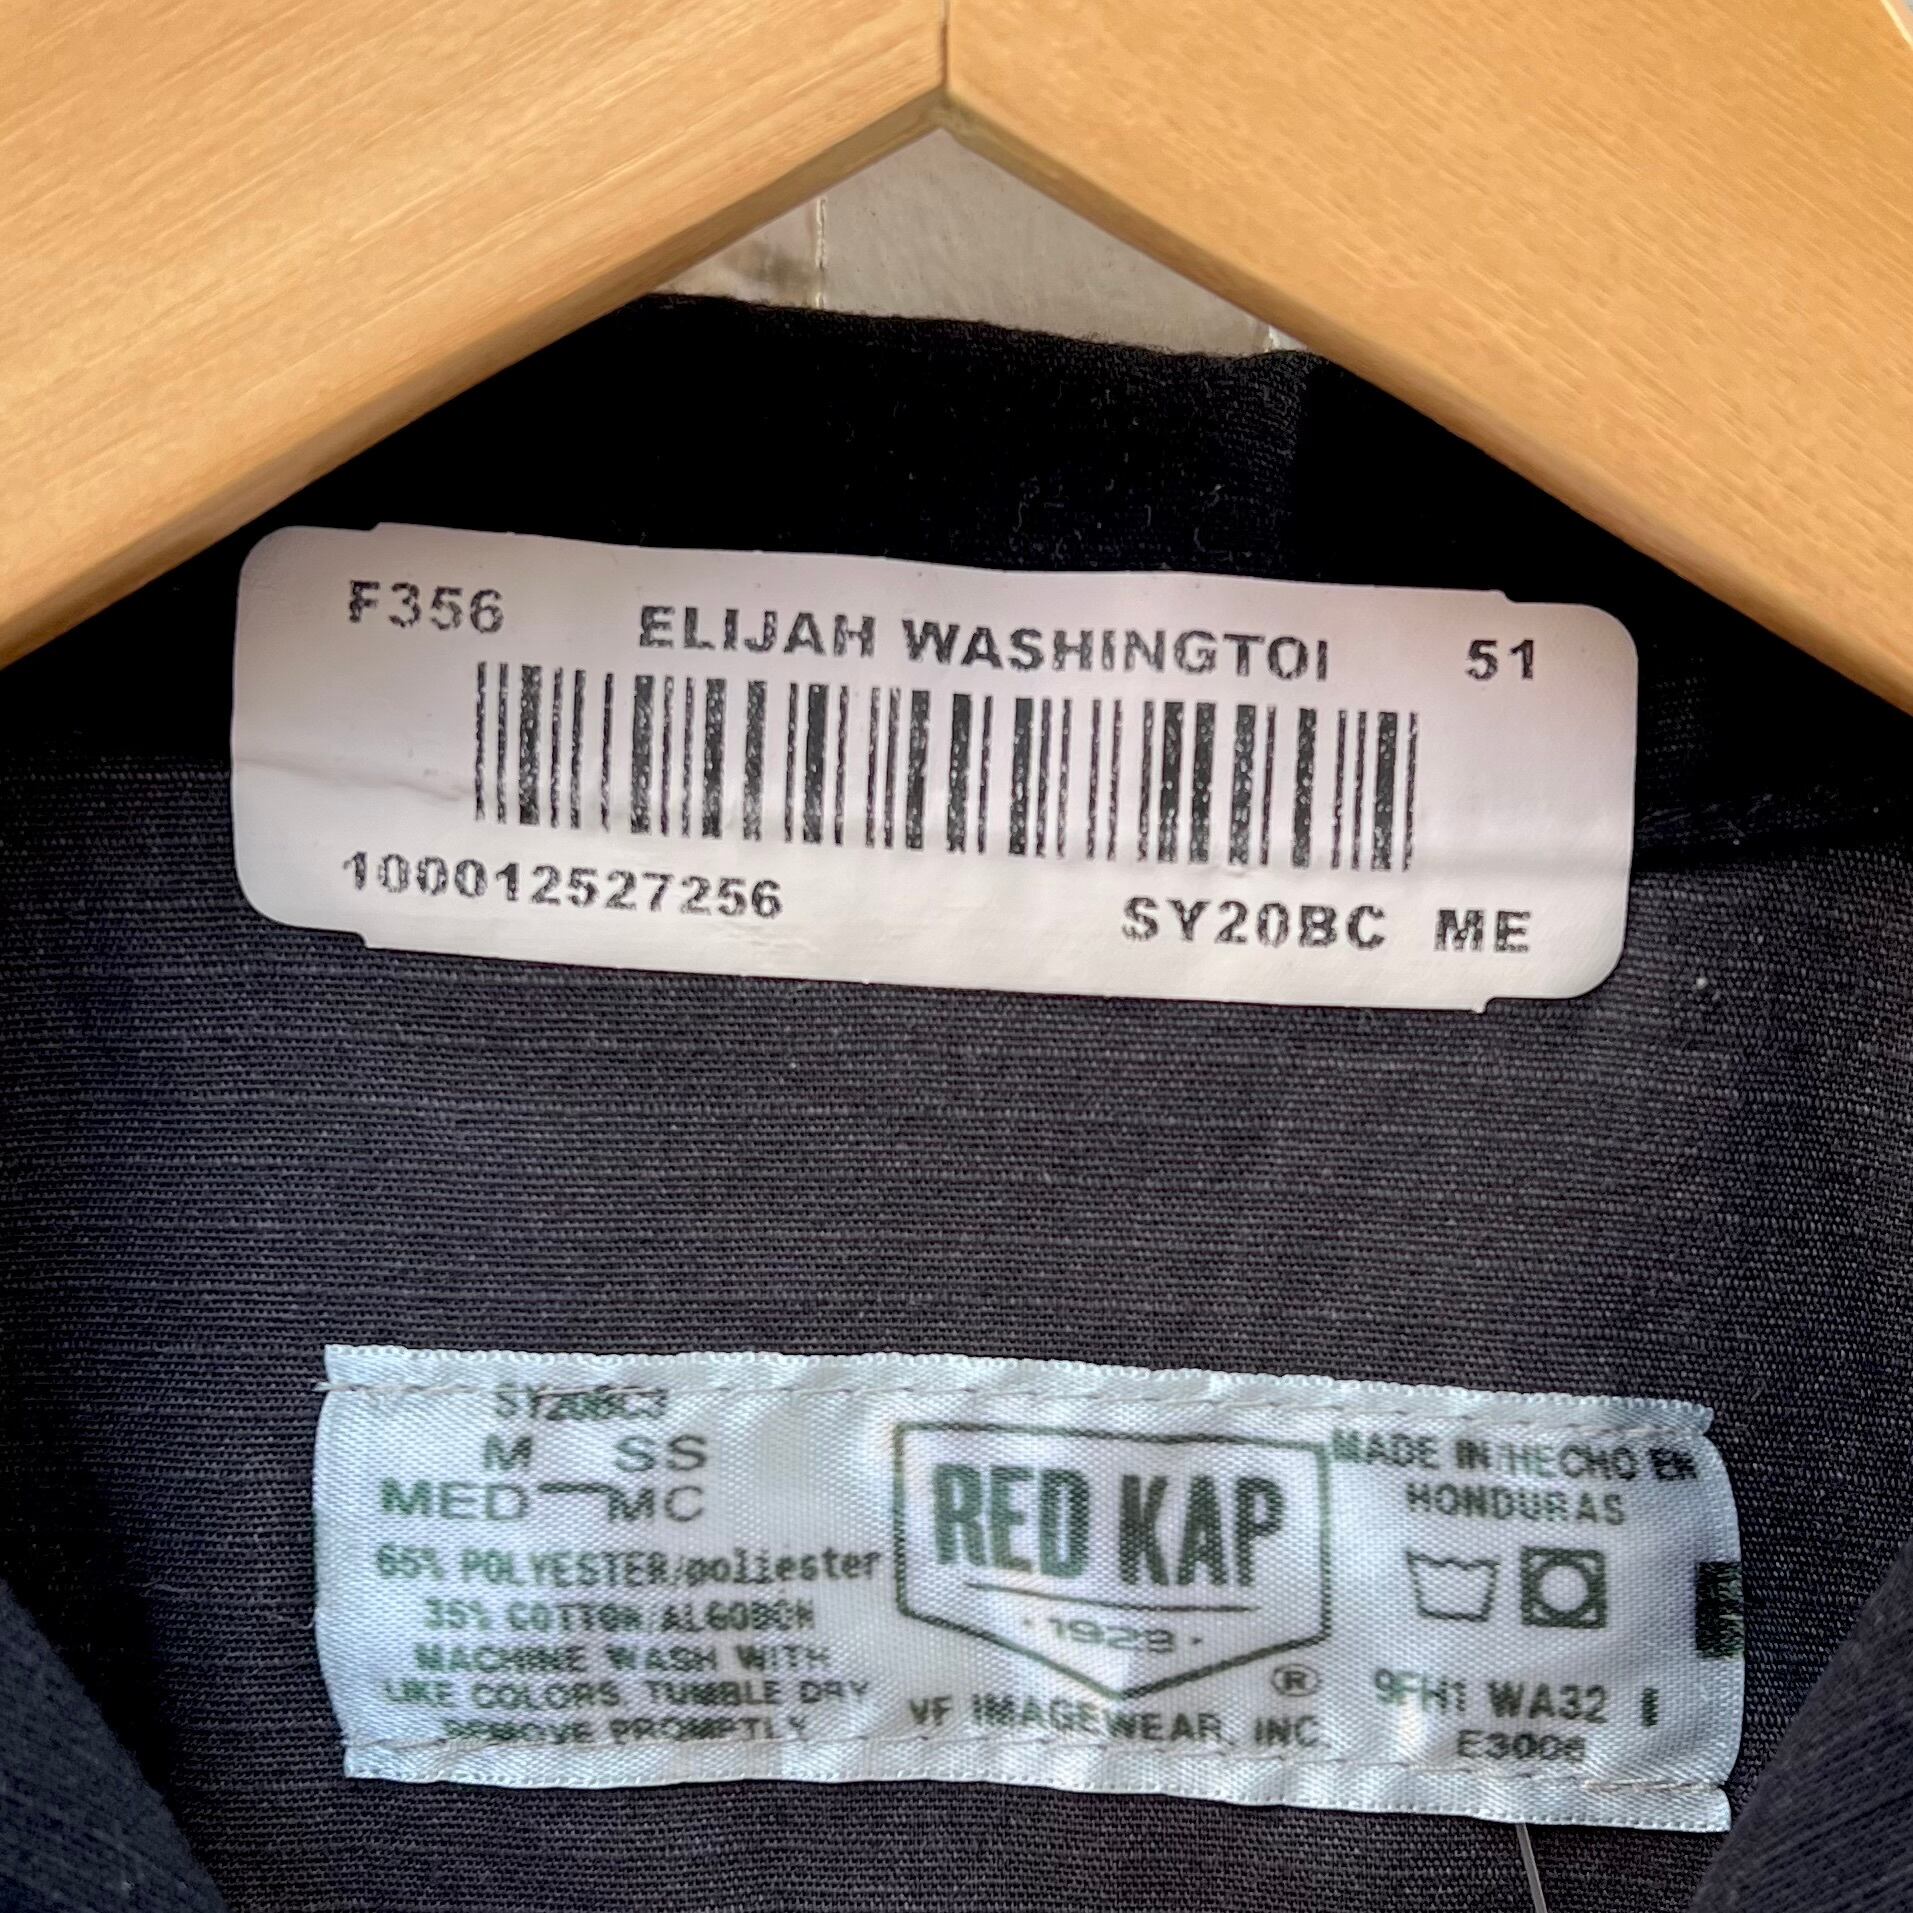 F356 ELIJAH WASHINGTOI 51
100012527256 SY20BC ME
SY20BC3
M SS
MED MC
65% POLYESTER/poliester
35% COTTON/ALGODON
MACHINE WASH WITH
LIKE COLORS. TUMBLE DRY
REMOVE PROMPTLY
RED KAP
·1923·
®
VF IMAGEWEAR, INC
MADE IN/HECHO EN
HONDURAS
9FH1 WA32
E3006